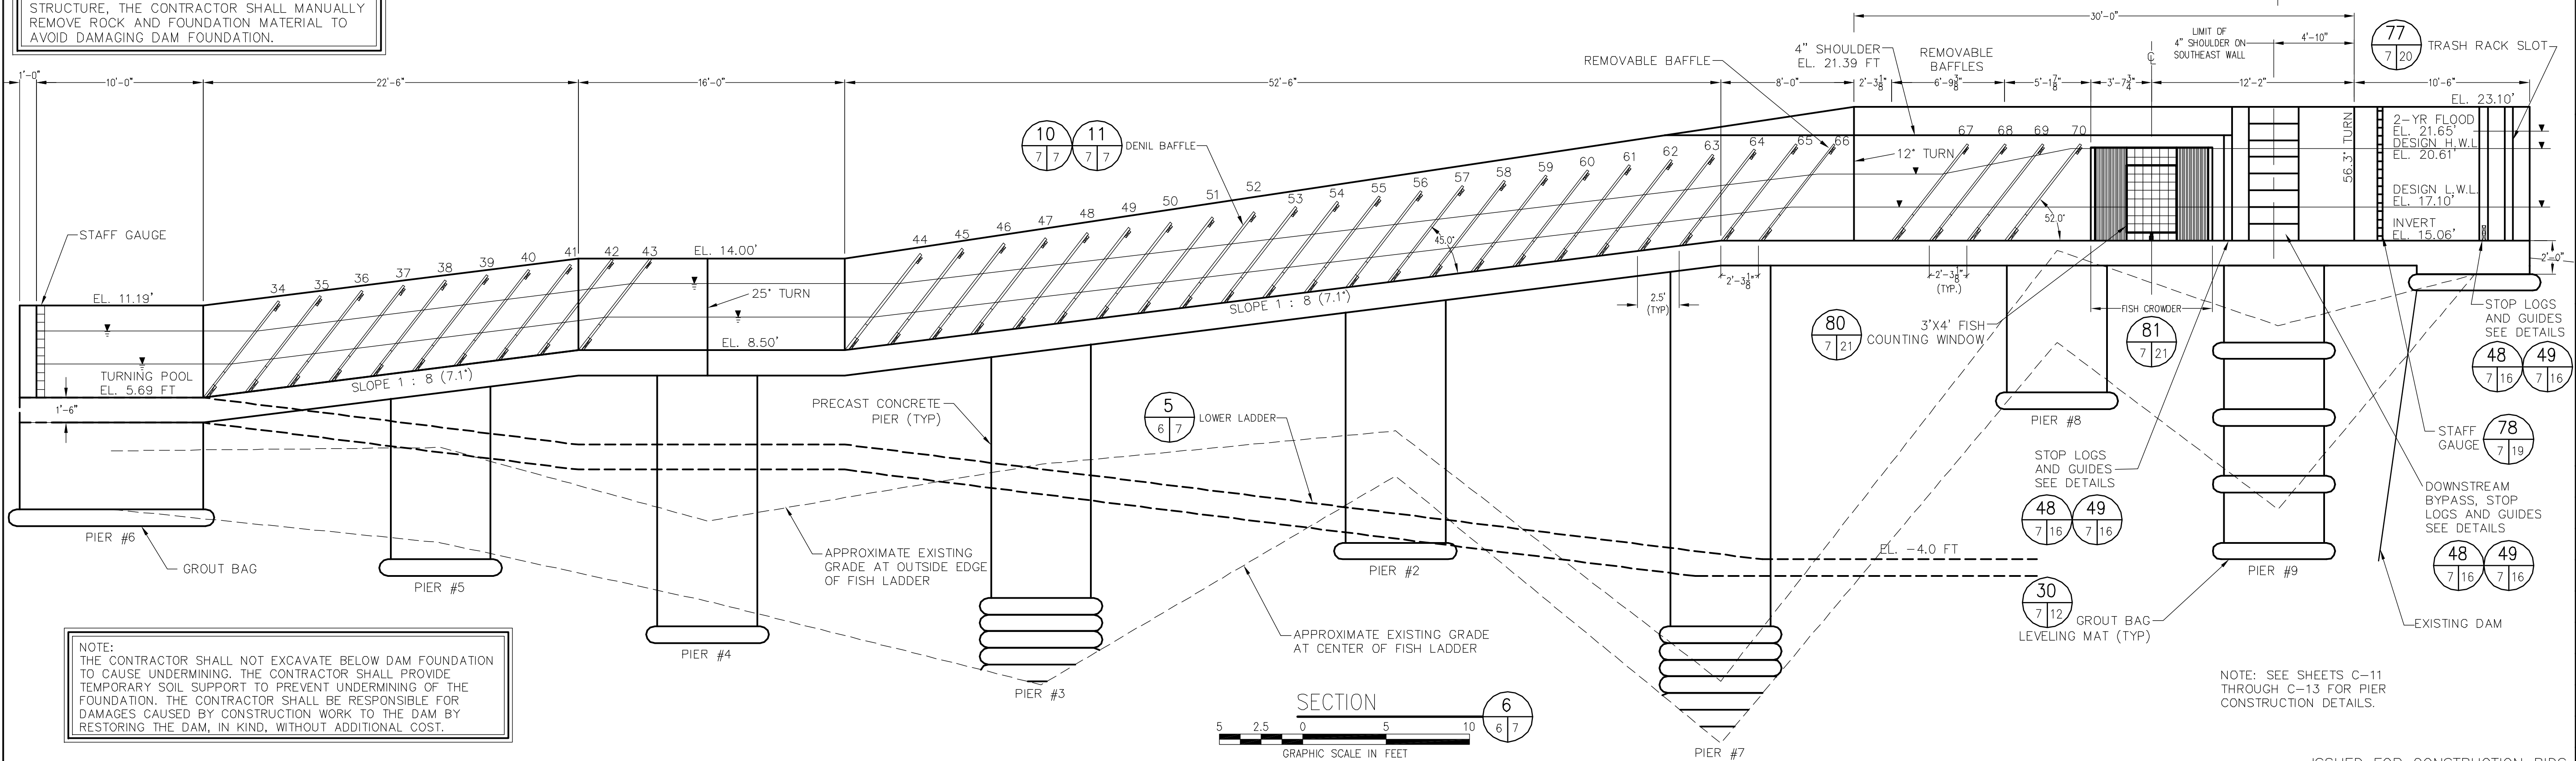 STRUCTURE, THE CONTRACTOR SHALL MANUALLY
REMOVE ROCK AND FOUNDATION MATERIAL TO
AVOID DAMAGING DAM FOUNDATION.
30'-0"
LIMIT OF
4" SHOULDER ON
SOUTHEAST WALL
4'-10"
77
7 20
TRASH RACK SLOT
1'-0"
10'-0"
22'-6"
16'-0"
52'-6"
8'-0"
2'-3 1/8"
6'-9 3/8"
5'-1 7/8"
3'-7 3/4"
12'-2"
10'-6"
REMOVABLE BAFFLE
4" SHOULDER
EL. 21.39 FT
REMOVABLE
BAFFLES
℄
EL. 23.10'
2-YR FLOOD
EL. 21.65'
DESIGN H.W.L
EL. 20.61'
DESIGN L.W.L.
EL. 17.10'
INVERT
EL. 15.06'
2'-0"
56.3° TURN
12° TURN
52.0°
10
7 7
11
7 7
DENIL BAFFLE
34
35
36
37
38
39
40
41
42
43
44
45
46
47
48
49
50
51
52
53
54
55
56
57
58
59
60
61
62
63
64
65
66
67
68
69
70
STAFF GAUGE
EL. 11.19'
TURNING POOL
EL. 5.69 FT
1'-6"
SLOPE 1 : 8 (7.1°)
EL. 14.00'
25° TURN
EL. 8.50'
45.0°
SLOPE 1 : 8 (7.1°)
2.5'
(TYP)
2'-3 1/8"
2'-3 1/8"
(TYP.)
FISH CROWDER
80
7 21
3'X4' FISH
COUNTING WINDOW
81
7 21
STOP LOGS
AND GUIDES
SEE DETAILS
48
7 16
49
7 16
PRECAST CONCRETE
PIER (TYP)
5
6 7
LOWER LADDER
PIER #8
STAFF
GAUGE
78
7 19
STOP LOGS
AND GUIDES
SEE DETAILS
48
7 16
49
7 16
DOWNSTREAM
BYPASS, STOP
LOGS AND GUIDES
SEE DETAILS
48
7 16
49
7 16
PIER #6
GROUT BAG
PIER #5
APPROXIMATE EXISTING
GRADE AT OUTSIDE EDGE
OF FISH LADDER
PIER #2
EL. -4.0 FT
PIER #9
30
7 12
GROUT BAG
LEVELING MAT (TYP)
EXISTING DAM
PIER #4
APPROXIMATE EXISTING GRADE
AT CENTER OF FISH LADDER
PIER #3
PIER #7
NOTE:
THE CONTRACTOR SHALL NOT EXCAVATE BELOW DAM FOUNDATION
TO CAUSE UNDERMINING. THE CONTRACTOR SHALL PROVIDE
TEMPORARY SOIL SUPPORT TO PREVENT UNDERMINING OF THE
FOUNDATION. THE CONTRACTOR SHALL BE RESPONSIBLE FOR
DAMAGES CAUSED BY CONSTRUCTION WORK TO THE DAM BY
RESTORING THE DAM, IN KIND, WITHOUT ADDITIONAL COST.
SECTION
6
6 7
5 2.5 0 5 10
GRAPHIC SCALE IN FEET
NOTE: SEE SHEETS C-11
THROUGH C-13 FOR PIER
CONSTRUCTION DETAILS.